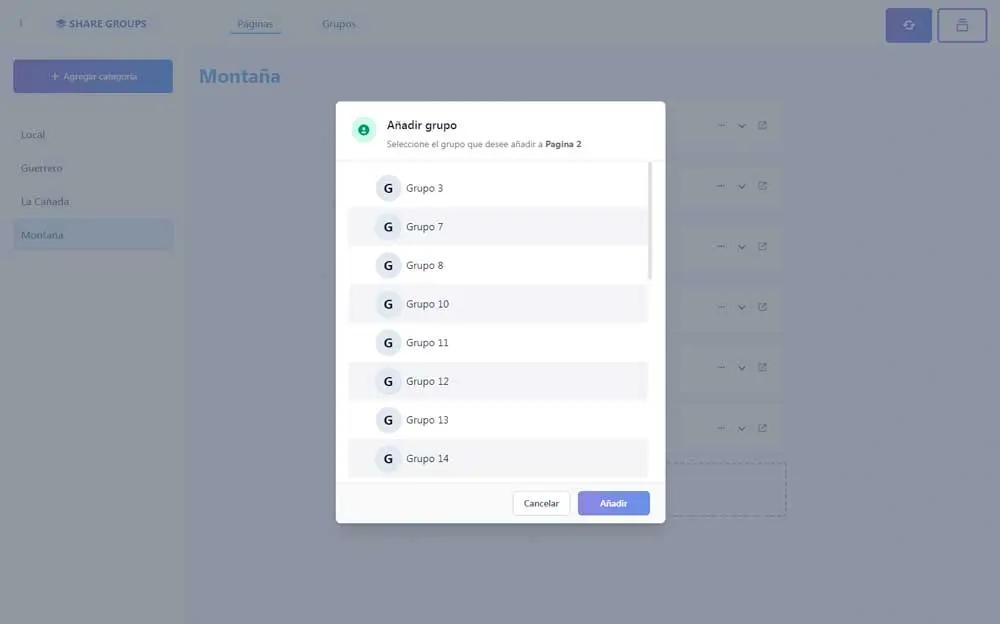 SHARE GROUPS
Páginas
Grupos
+ Agregar categoría
Local
Guerrero
La Cañada
Montaña
Montaña
Añadir grupo
Seleccione el grupo que desee añadir a Pagina 2
G Grupo 3
G Grupo 7
G Grupo 8
G Grupo 10
G Grupo 11
G Grupo 12
G Grupo 13
G Grupo 14
Cancelar
Añadir